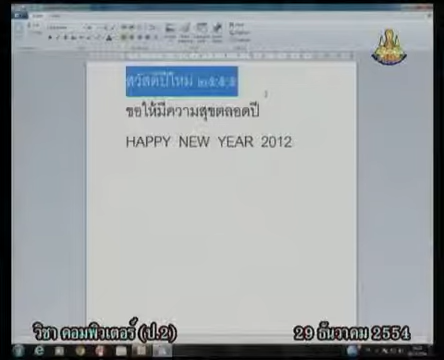 สวัสดีปีใหม่ ๒๕๕๕
ขอให้มีความสุขตลอดปี
HAPPY NEW YEAR 2012
วิชา คอมพิวเตอร์ (ป.2)
29 ธันวาคม 2554